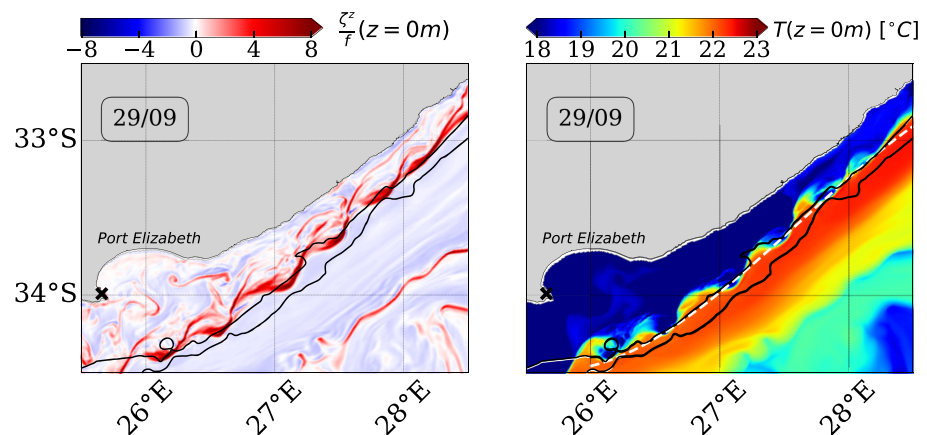 −8 −4 0 4 8 ζᶻ/f (z = 0m)
18 19 20 21 22 23 T(z = 0m) [°C]
29/09
33°S
Port Elizabeth
34°S
26°E 27°E 28°E
29/09
Port Elizabeth
26°E 27°E 28°E